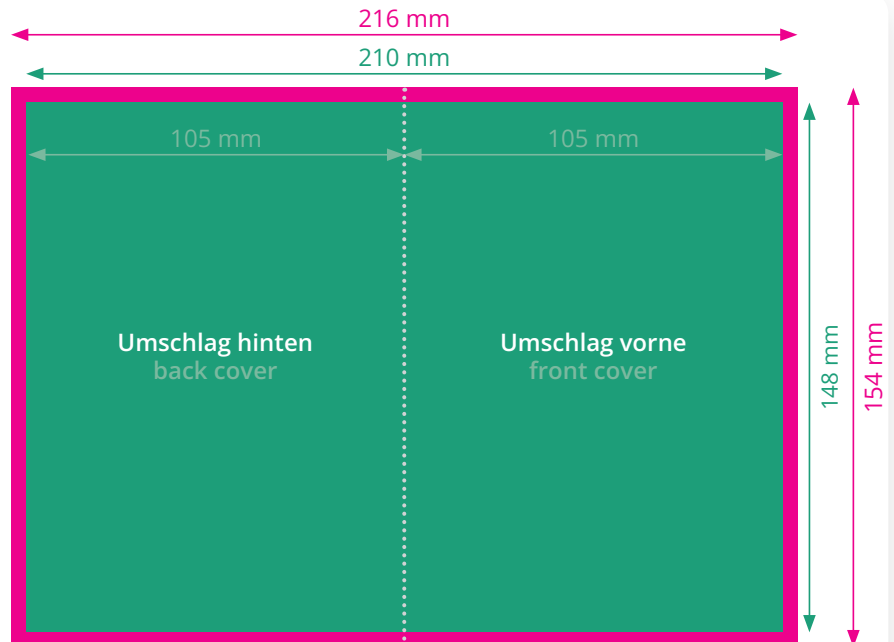 216 mm
210 mm
105 mm
105 mm
Umschlag hinten
back cover
Umschlag vorne
front cover
148 mm
154 mm